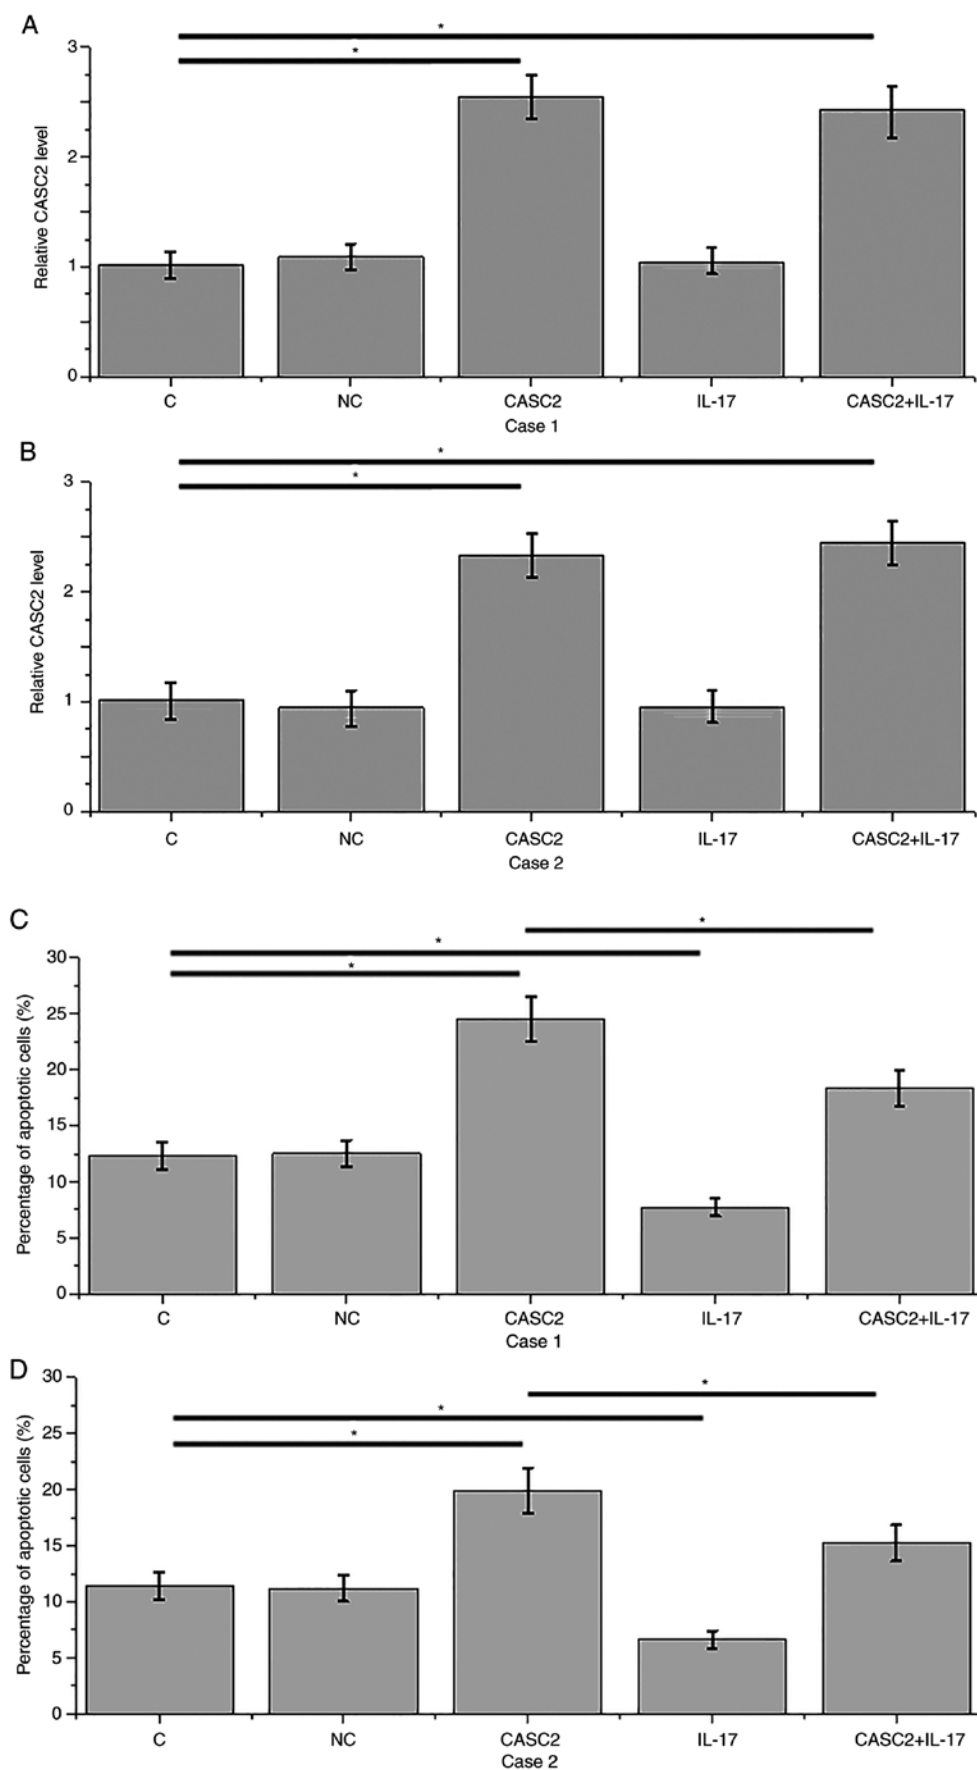 A
*
*
3
2
1
0
Relative CASC2 level
C NC CASC2 IL-17 CASC2+IL-17
Case 1
B
*
*
3
2
1
0
Relative CASC2 level
C NC CASC2 IL-17 CASC2+IL-17
Case 2
C
*
*
*
30
25
20
15
10
5
0
Percentage of apoptotic cells (%)
C NC CASC2 IL-17 CASC2+IL-17
Case 1
D
*
*
*
30
25
20
15
10
5
0
Percentage of apoptotic cells (%)
C NC CASC2 IL-17 CASC2+IL-17
Case 2